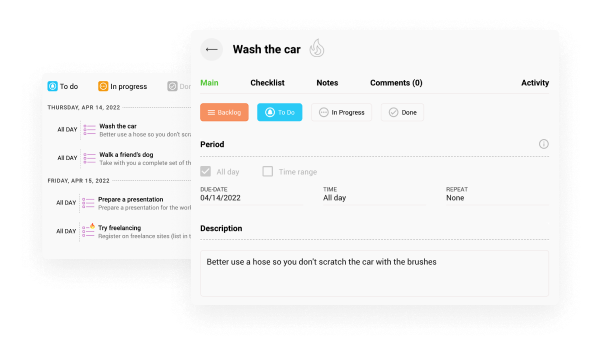 To do In progress Do
THURSDAY, APR 14, 2022
All DAY Wash the car
Better use a hose so you don't scr
All DAY Walk a friend's dog
Take with you a complete set of th
FRIDAY, APR 15, 2022
All DAY Prepare a presentation
Prepare a presentation for the work
All DAY Try freelancing
Register on freelance sites (list in t
Wash the car
Main Checklist Notes Comments (0) Activity
Backlog To Do In Progress Done
Period
All day Time range
DUE-DATE TIME REPEAT
04/14/2022 All day None
Description
Better use a hose so you don't scratch the car with the brushes